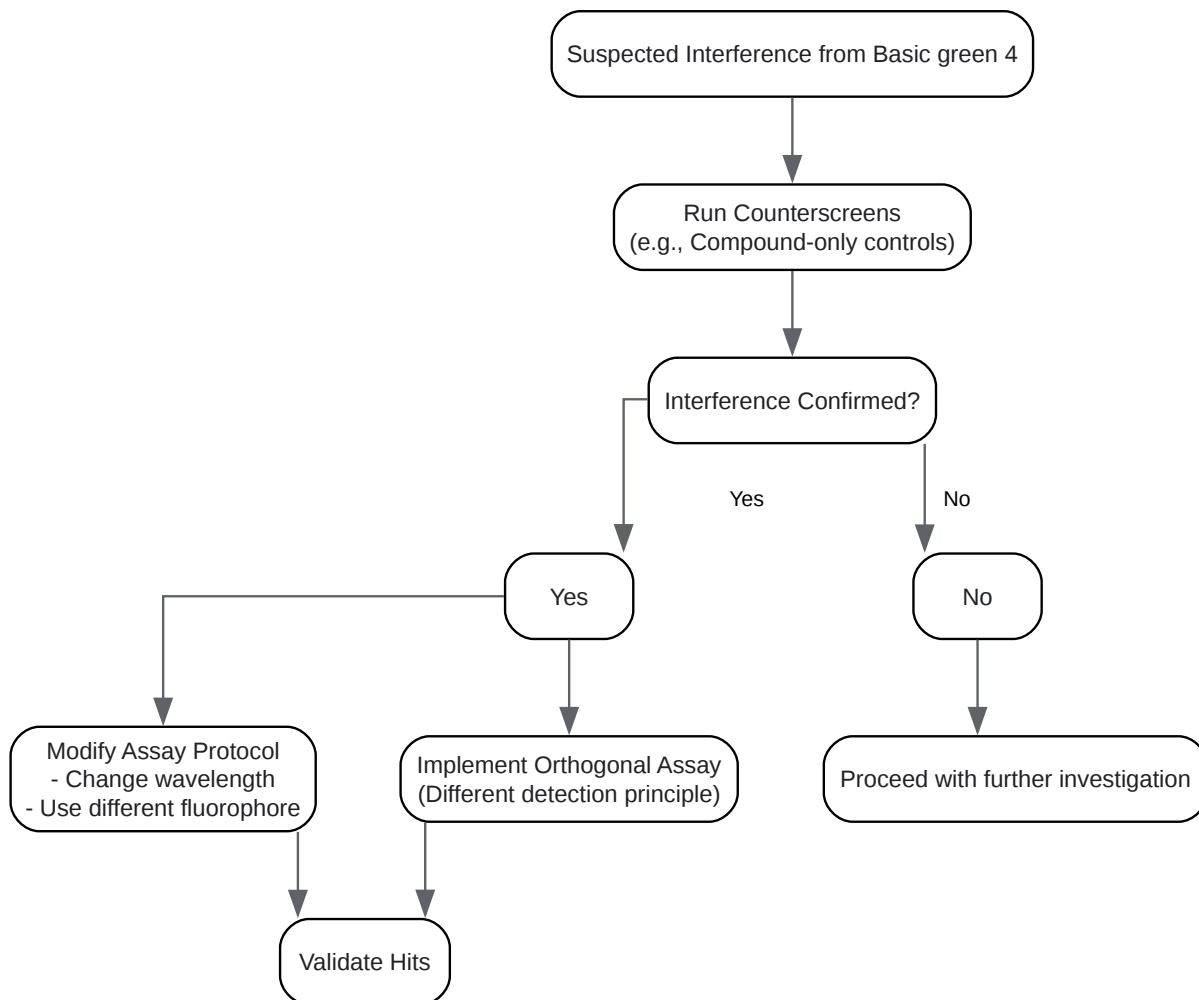 Suspected Interference from Basic green 4
Run Counterscreens
(e.g., Compound-only controls)
Interference Confirmed?
Yes
No
Yes
No
Modify Assay Protocol
- Change wavelength
- Use different fluorophore
Implement Orthogonal Assay
(Different detection principle)
Proceed with further investigation
Validate Hits